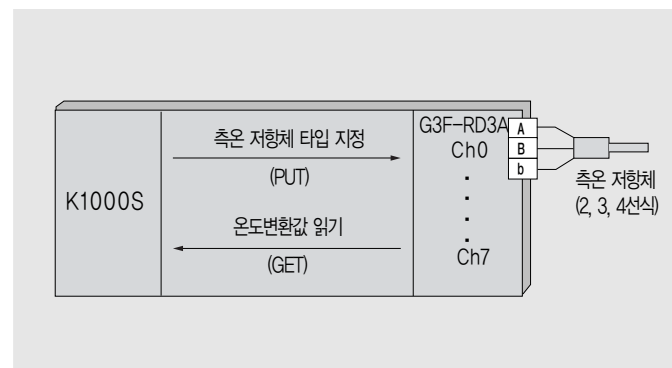 K1000S
측온 저항체 타입 지정
(PUT)
온도변환값 읽기
(GET)
G3F-RD3A
Ch0
Ch7
A
B
b
측온 저항체
(2, 3, 4선식)